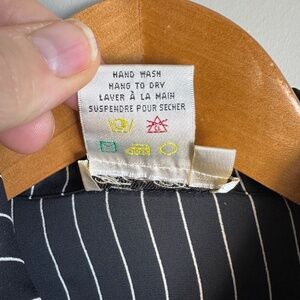 HAND WASH
HANG TO DRY
LAVER À LA MAIN
SUSPENDRE POUR SECHER